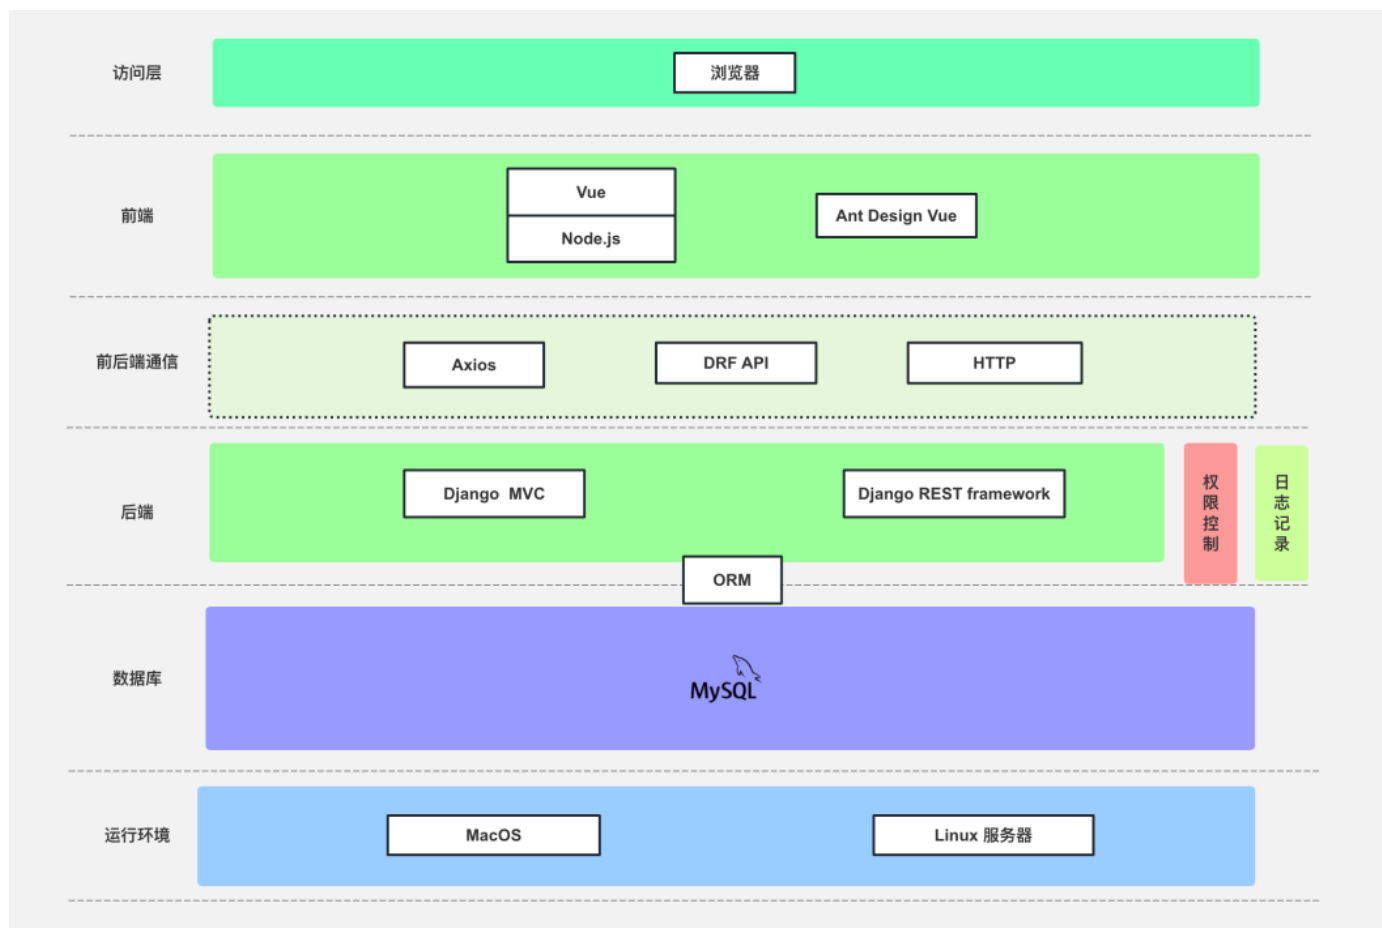 访问层
浏览器
前端
Vue
Node.js
Ant Design Vue
前后端通信
Axios
DRF API
HTTP
后端
Django  MVC
Django REST framework
权限控制
日志记录
ORM
数据库
MySQL
运行环境
MacOS
Linux 服务器